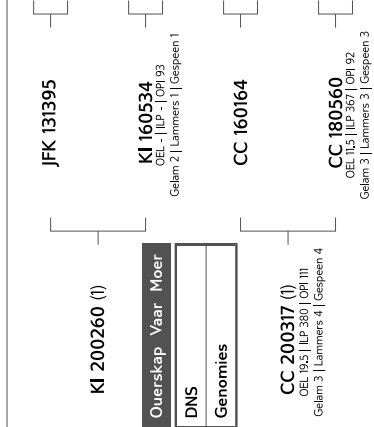 JFK 131395
KI 160534
OEL - | ILP - | OPI 93
Gelam 2 | Lammers 1 | Gespeen 1
CC 160164
CC 180560
OEL 11.5 | ILP 367 | OPI 92
Gelam 3 | Lammers 3 | Gespeen 3
KI 200260 (1)
Ouerskap Vaar Moer
DNS
Genomies
CC 200317 (1)
OEL 19.5 | ILP 380 | OPI 111
Gelam 3 | Lammers 4 | Gespeen 4